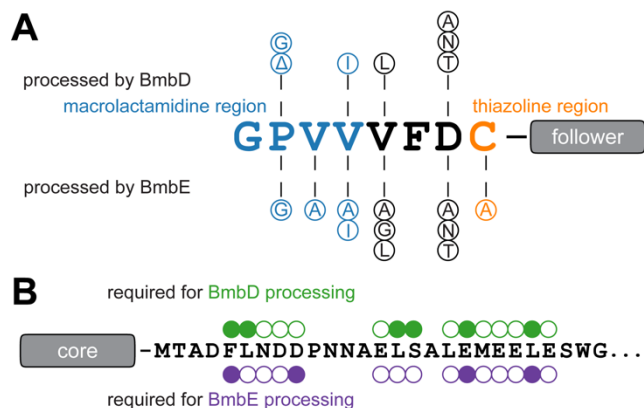 A
G A
Δ I L N
processed by BmbD T
macrolactamidine region thiazoline region
GPVVVFDC – follower
processed by BmbE
G A A A A A
I G N
L T
B
required for BmbD processing
core -MTADFLNDDPNNAELSALEMEELESWG...
required for BmbE processing